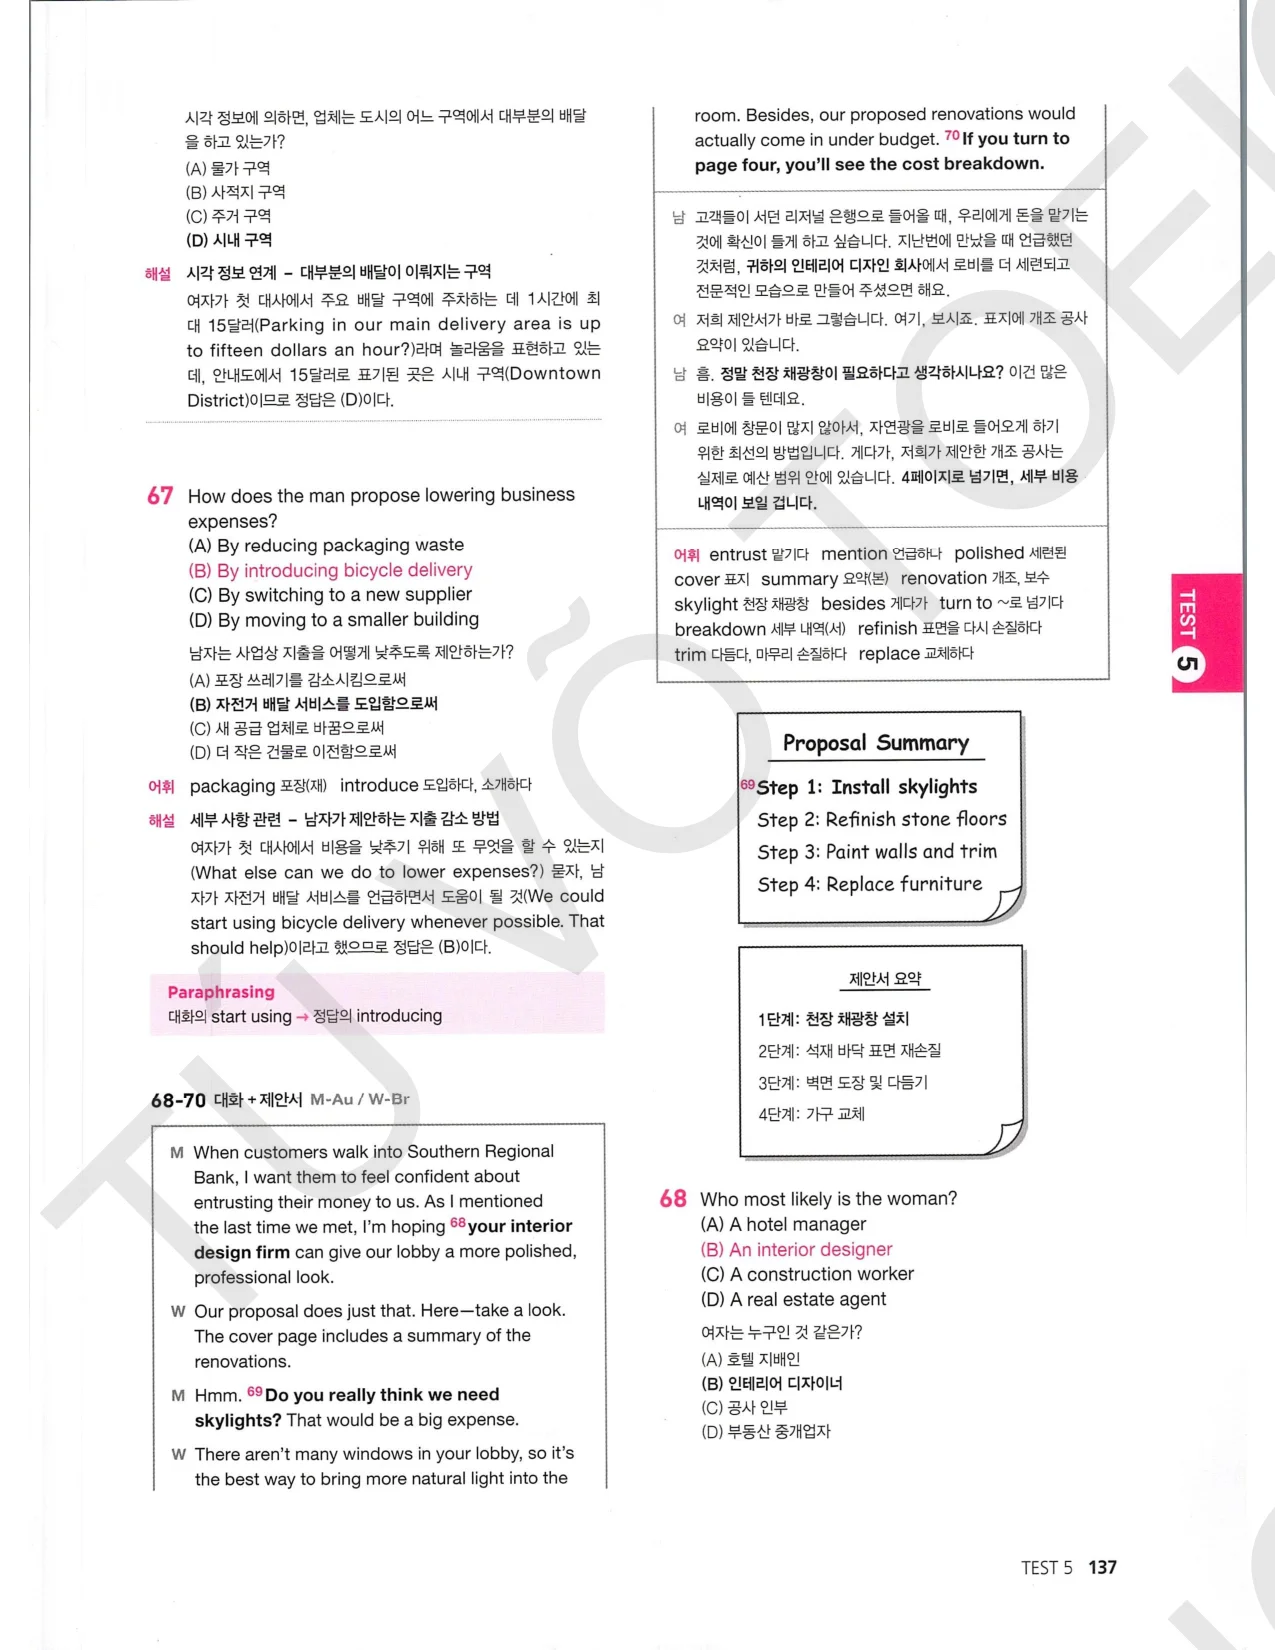 시각 정보에 의하면, 업체는 도시의 어느 구역에서 대부분의 배달
을 하고 있는가?
(A) 물가 구역
(B) 사적지 구역
(C) 주거 구역
(D) 시내 구역
해설 시각 정보 연계 – 대부분의 배달이 이뤄지는 구역
여자가 첫 대사에서 주요 배달 구역에 주차하는 데 1시간에 최
대 15달러(Parking in our main delivery area is up
to fifteen dollars an hour?)라며 놀라움을 표현하고 있는
데, 안내도에서 15달러로 표기된 곳은 시내 구역(Downtown
District)이므로 정답은 (D)이다.
67 How does the man propose lowering business
expenses?
(A) By reducing packaging waste
(B) By introducing bicycle delivery
(C) By switching to a new supplier
(D) By moving to a smaller building
남자는 사업상 지출을 어떻게 낮추도록 제안하는가?
(A) 포장 쓰레기를 감소시킴으로써
(B) 자전거 배달 서비스를 도입함으로써
(C) 새 공급 업체로 바꿈으로써
(D) 더 작은 건물로 이전함으로써
어휘 packaging 포장(재) introduce 도입하다, 소개하다
해설 세부 사항 관련 – 남자가 제안하는 지출 감소 방법
여자가 첫 대사에서 비용을 낮추기 위해 또 무엇을 할 수 있는지
(What else can we do to lower expenses?) 묻자, 남
자가 자전거 배달 서비스를 언급하면서 도움이 될 것(We could
start using bicycle delivery whenever possible. That
should help)이라고 했으므로 정답은 (B)이다.
Paraphrasing
대화의 start using → 정답의 introducing
68-70 대화 + 제안서 M-Au / W-Br
M When customers walk into Southern Regional
Bank, I want them to feel confident about
entrusting their money to us. As I mentioned
the last time we met, I'm hoping 68 your interior
design firm can give our lobby a more polished,
professional look.
W Our proposal does just that. Here—take a look.
The cover page includes a summary of the
renovations.
M Hmm. 69 Do you really think we need
skylights? That would be a big expense.
W There aren't many windows in your lobby, so it's
the best way to bring more natural light into the
room. Besides, our proposed renovations would
actually come in under budget. 70 If you turn to
page four, you'll see the cost breakdown.
남 고객들이 서던 리저널 은행으로 들어올 때, 우리에게 돈을 맡기는
것에 확신이 들게 하고 싶습니다. 지난번에 만났을 때 언급했던
것처럼, 귀하의 인테리어 디자인 회사에서 로비를 더 세련되고
전문적인 모습으로 만들어 주셨으면 해요.
여 저희 제안서가 바로 그렇습니다. 여기, 보시죠. 표지에 개조 공사
요약이 있습니다.
남 흠. 정말 천장 채광창이 필요하다고 생각하시나요? 이건 많은
비용이 들 텐데요.
여 로비에 창문이 많지 않아서, 자연광을 로비로 들어오게 하기
위한 최선의 방법입니다. 게다가, 저희가 제안한 개조 공사는
실제로 예산 범위 안에 있습니다. 4페이지로 넘기면, 세부 비용
내역이 보일 겁니다.
어휘 entrust 맡기다 mention 언급하다 polished 세련된
cover 표지 summary 요약(본) renovation 개조, 보수
skylight 천장 채광창 besides 게다가 turn to ~로 넘기다
breakdown 세부 내역(서) refinish 표면을 다시 손질하다
trim 다듬다, 마무리 손질하다 replace 교체하다
Proposal Summary
69 Step 1: Install skylights
Step 2: Refinish stone floors
Step 3: Paint walls and trim
Step 4: Replace furniture
제안서 요약
1단계: 천장 채광창 설치
2단계: 석재 바닥 표면 재손질
3단계: 벽면 도장 및 다듬기
4단계: 가구 교체
68 Who most likely is the woman?
(A) A hotel manager
(B) An interior designer
(C) A construction worker
(D) A real estate agent
여자는 누구인 것 같은가?
(A) 호텔 지배인
(B) 인테리어 디자이너
(C) 공사 인부
(D) 부동산 중개업자
TEST 5
TEST 5 137
TÚ VÕ TOEIC